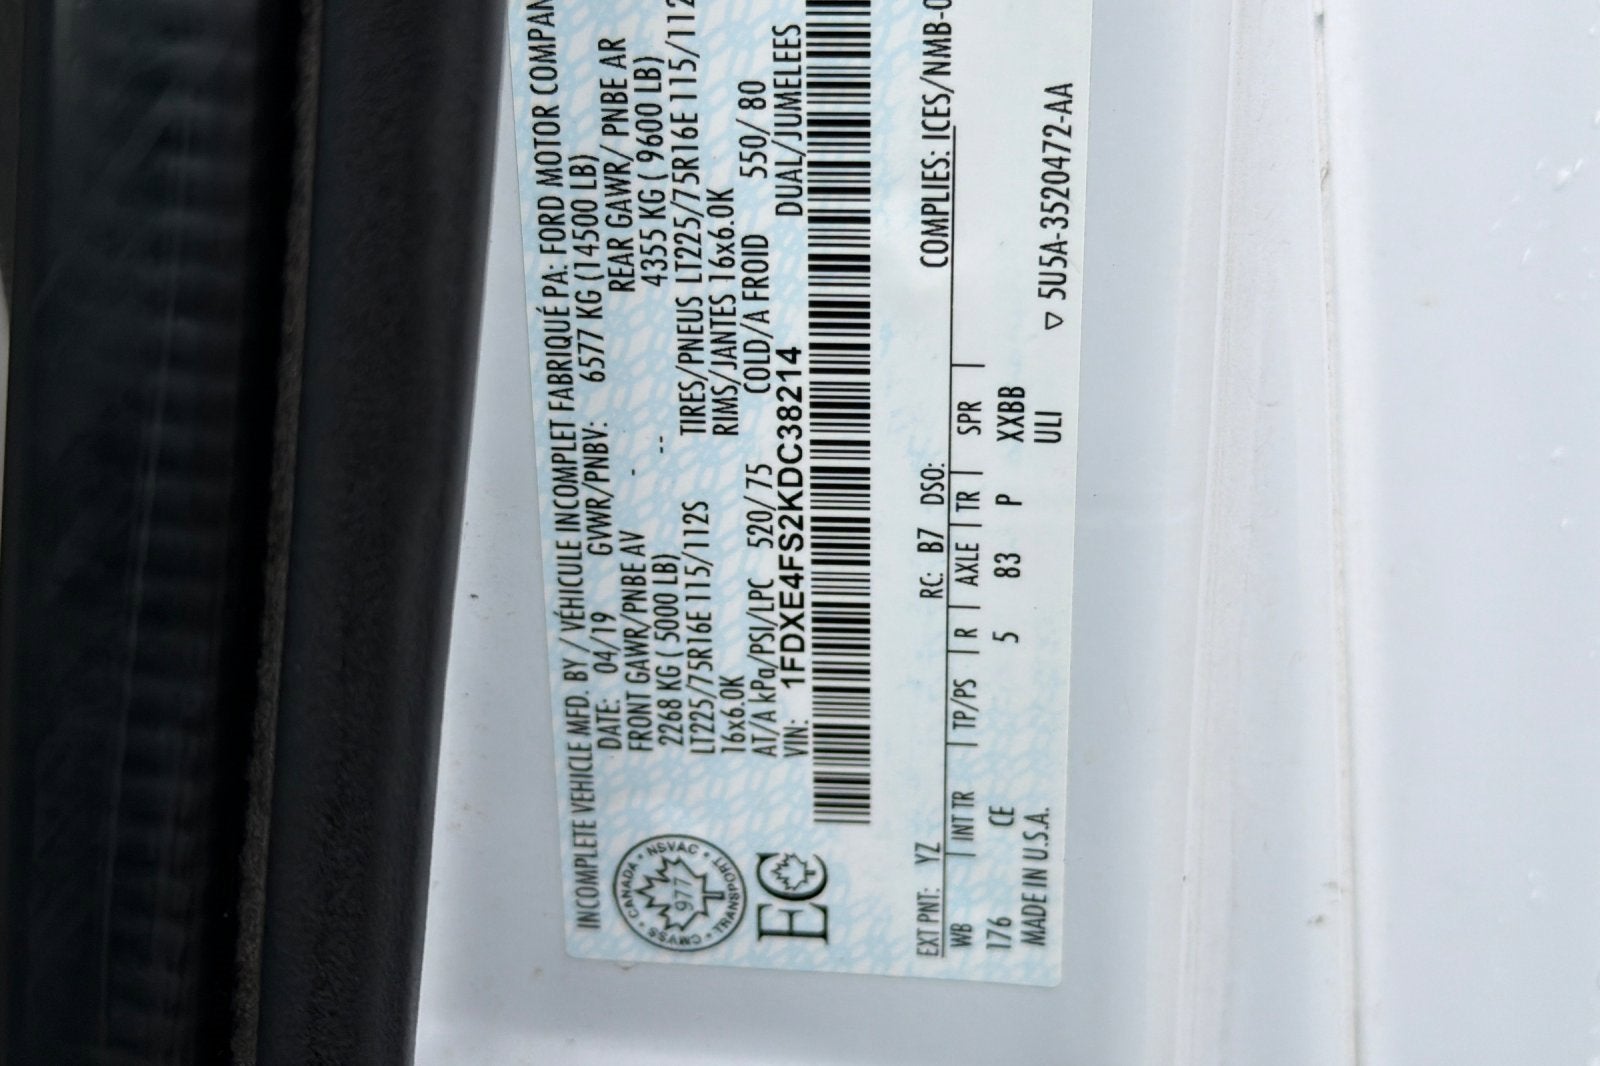 INCOMPLETE VEHICLE MFD. BY / VÉHICULE INCOMPLET FABRIQUÉ PA: FORD MOTOR COMPAN
DATE: 04/19 GVWR/PNBV: 6577 KG (14500 LB)
FRONT GAWR/PNBE AV - REAR GAWR/ PNBE AR
2268 KG ( 5000 LB) -- 4355 KG ( 9600 LB)
LT225/75R16E 115/112S TIRES/PNEUS LT225/75R16E 115/112
16x6.0K RIMS/JANTES 16x6.0K
AT/A kPa/PSI/LPC 520/ 75 COLD/A FROID 550/ 80
VIN: 1FDXE4FS2KDC38214 DUAL/JUMELEES
CANADA • NSVAC • TRANSPORT • CMVSS •
977
EC
EXT PNT: YZ RC: B7 DSO: COMPLIES: ICES/NMB-0
WB | INT TR | TP/PS | R | AXLE | TR | SPR |
176 CE 5 83 P XXBB
MADE IN U.S.A. ULI ▽ 5U5A-3520472-AA